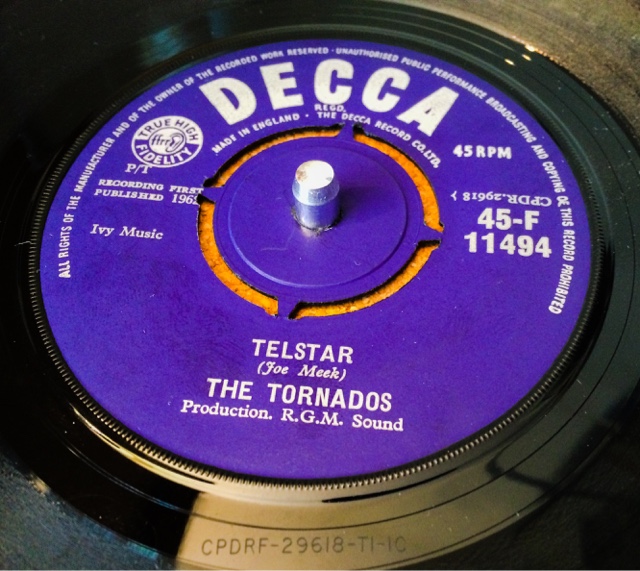 ALL RIGHTS OF THE MANUFACTURER AND OF THE OWNER OF THE RECORDED WORK RESERVED · UNAUTHORISED PUBLIC PERFORMANCE BROADCASTING AND COPYING OF THIS RECORD PROHIBITED
DECCA
REGD.
MADE IN ENGLAND · THE DECCA RECORD CO. LTD.
TRUE HIGH
ffrr
FIDELITY
P/T
45 RPM
RECORDING FIRST
PUBLISHED
CPDR.29618
Ivy Music
45-F
11494
TELSTAR
(Joe Meek)
THE TORNADOS
Production. R.G.M. Sound
CPDRF-29618-T1-1C